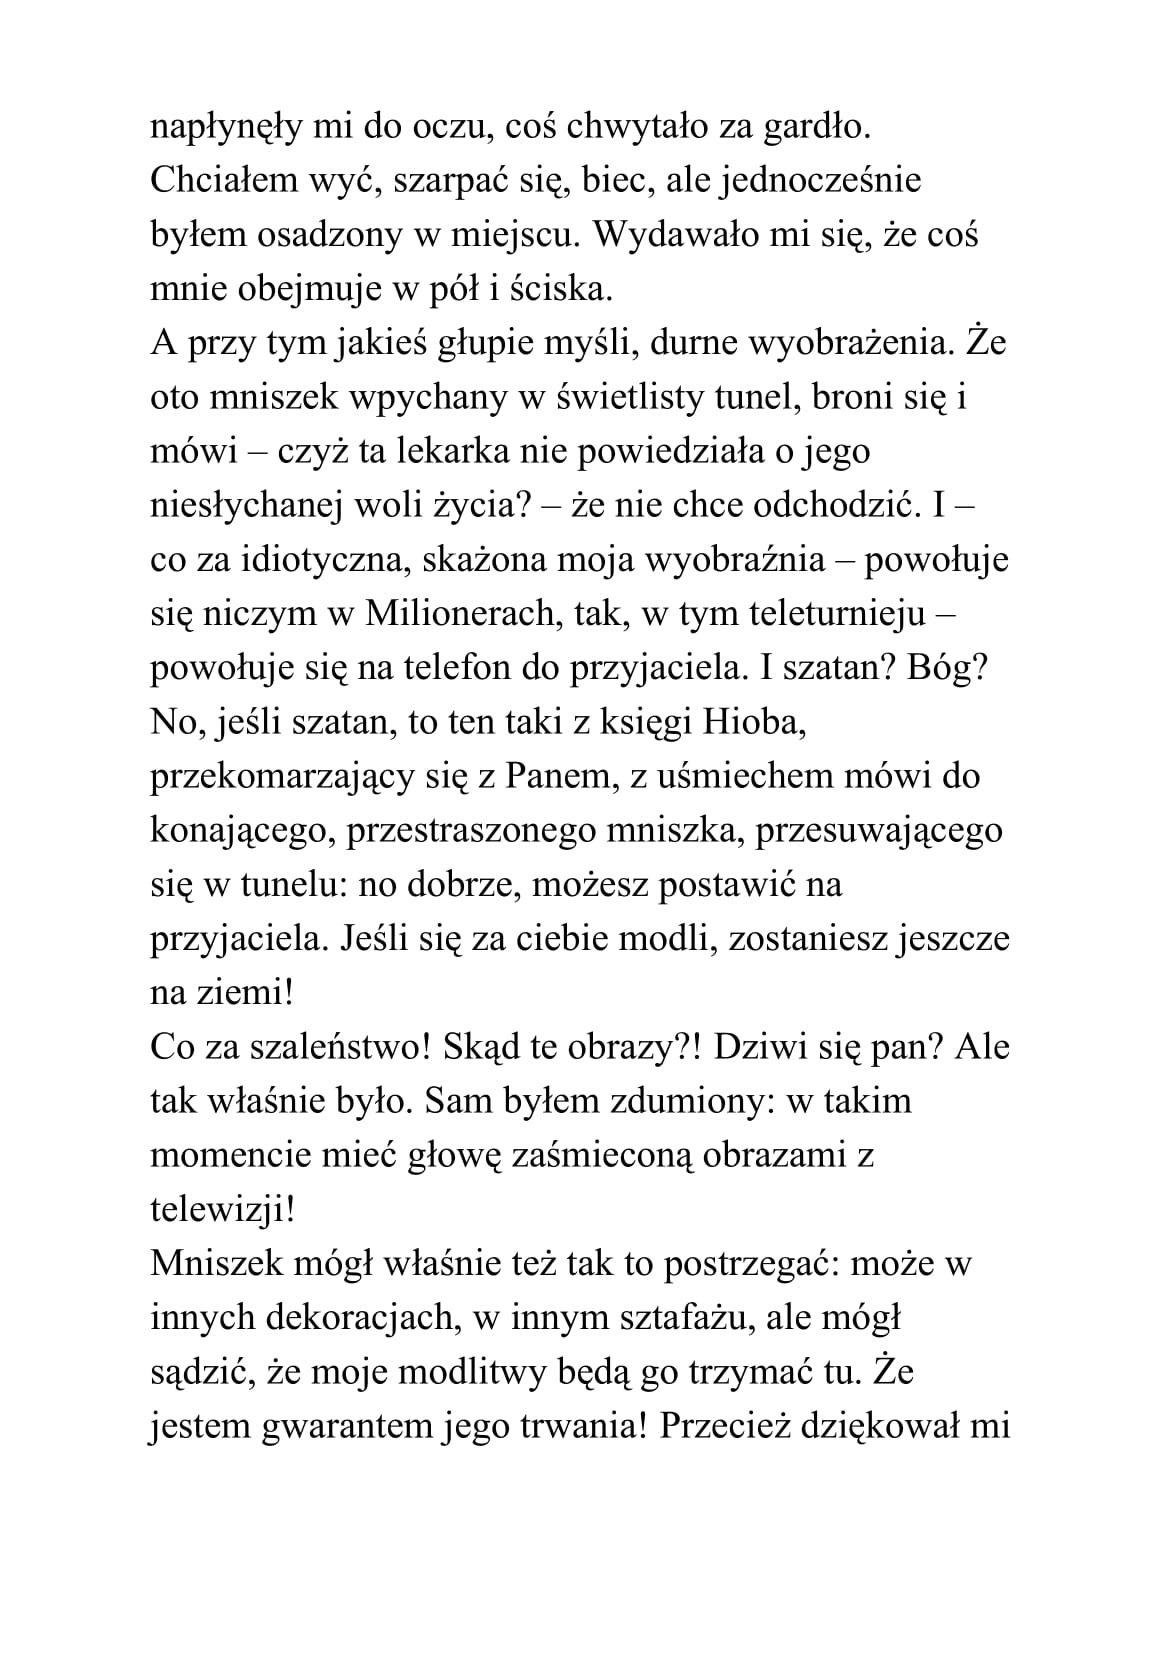 napłynęły mi do oczu, coś chwytało za gardło.
Chciałem wyć, szarpać się, biec, ale jednocześnie
byłem osadzony w miejscu. Wydawało mi się, że coś
mnie obejmuje w pół i ściska.
A przy tym jakieś głupie myśli, durne wyobrażenia. Że
oto mniszek wpychany w świetlisty tunel, broni się i
mówi – czyż ta lekarka nie powiedziała o jego
niesłychanej woli życia? – że nie chce odchodzić. I –
co za idiotyczna, skażona moja wyobraźnia – powołuje
się niczym w Milionerach, tak, w tym teleturnieju –
powołuje się na telefon do przyjaciela. I szatan? Bóg?
No, jeśli szatan, to ten taki z księgi Hioba,
przekomarzający się z Panem, z uśmiechem mówi do
konającego, przestraszonego mniszka, przesuwającego
się w tunelu: no dobrze, możesz postawić na
przyjaciela. Jeśli się za ciebie modli, zostaniesz jeszcze
na ziemi!
Co za szaleństwo! Skąd te obrazy?! Dziwi się pan? Ale
tak właśnie było. Sam byłem zdumiony: w takim
momencie mieć głowę zaśmieconą obrazami z
telewizji!
Mniszek mógł właśnie też tak to postrzegać: może w
innych dekoracjach, w innym sztafażu, ale mógł
sądzić, że moje modlitwy będą go trzymać tu. Że
jestem gwarantem jego trwania! Przecież dziękował mi